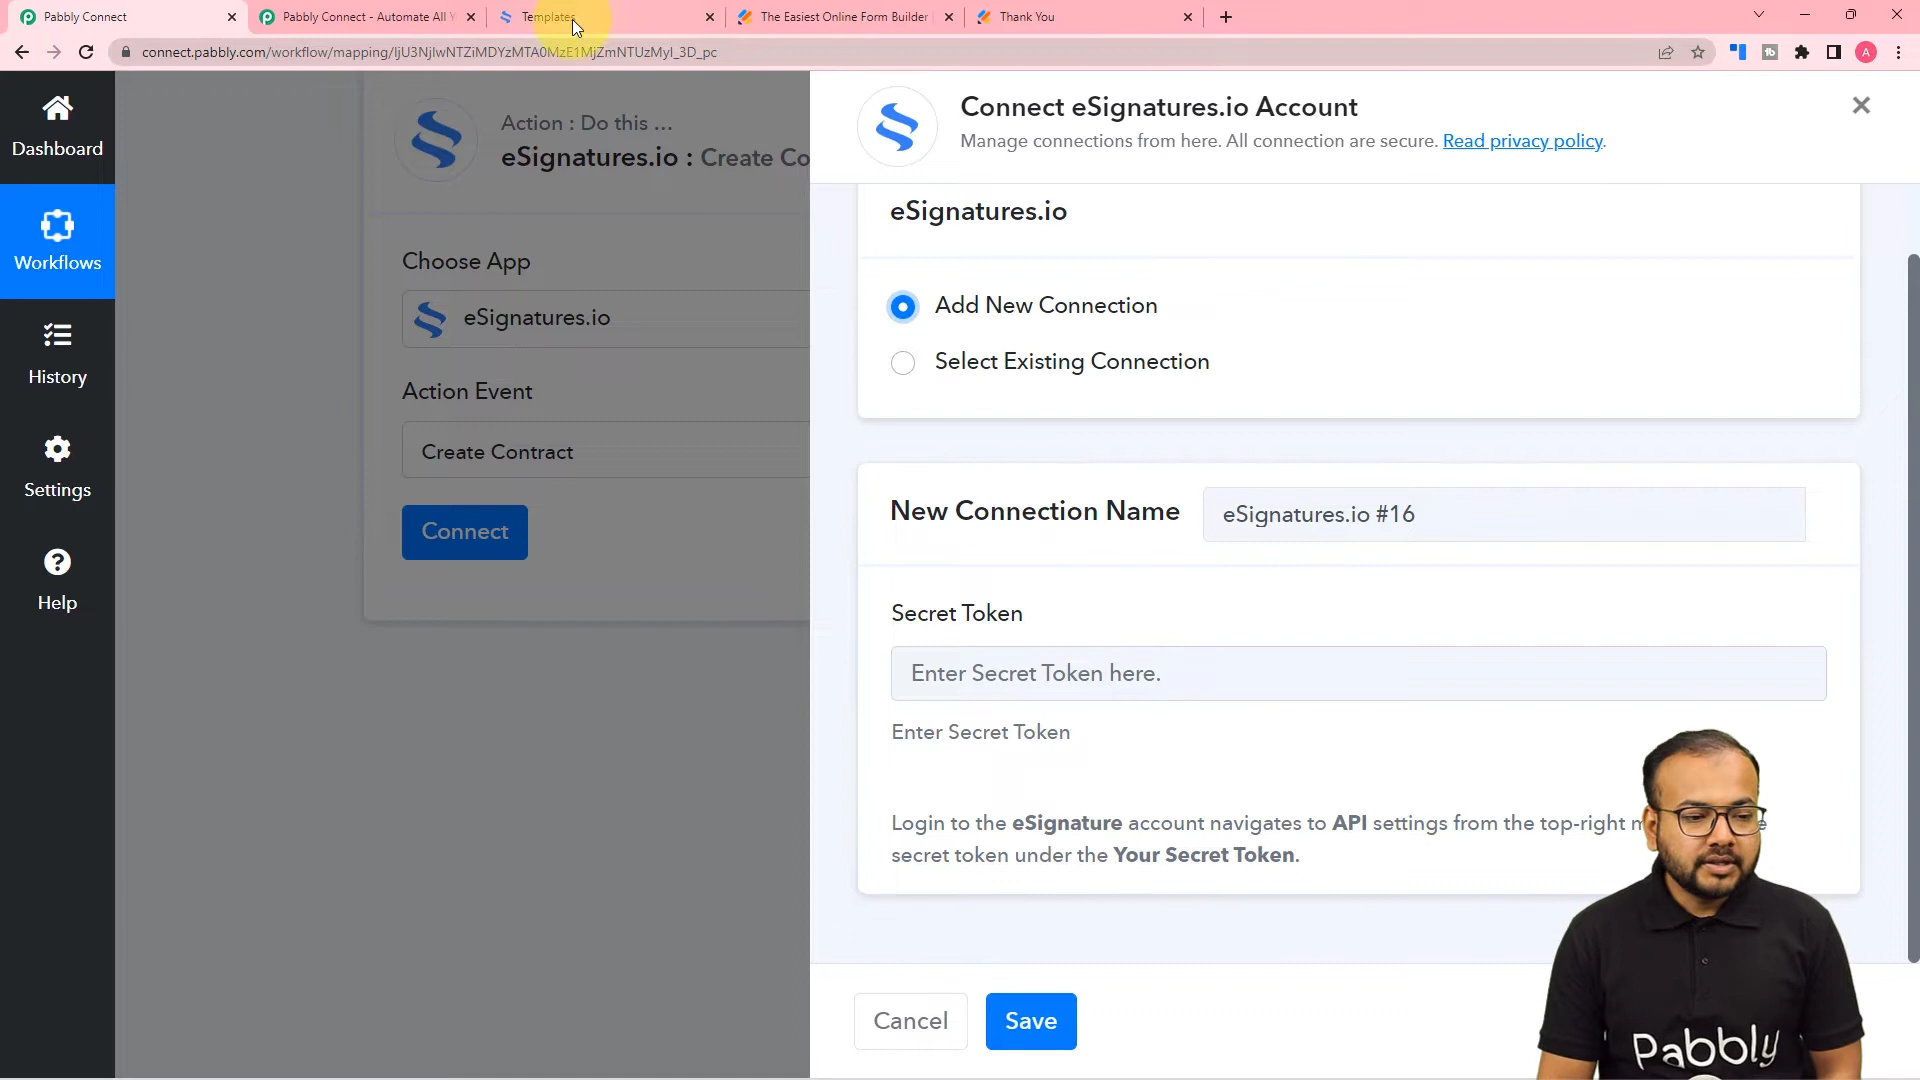 Pabbly Connect
Pabbly Connect - Automate All Y
Templates
The Easiest Online Form Builder
Thank You
connect.pabbly.com/workflow/mapping/
A
Dashboard
Workflows
History
Settings
Help
Action : Do this ...
eSignatures.io : Create Co
Choose App
eSignatures.io
Action Event
Create Contract
Connect
Connect eSignatures.io Account
Manage connections from here. All connection are secure. Read privacy policy.
eSignatures.io
Add New Connection
Select Existing Connection
New Connection Name
eSignatures.io #16
Secret Token
Enter Secret Token here.
Enter Secret Token
Login to the eSignature account navigates to API settings from the top-right
secret token under the Your Secret Token.
Cancel
Save
Pabbly